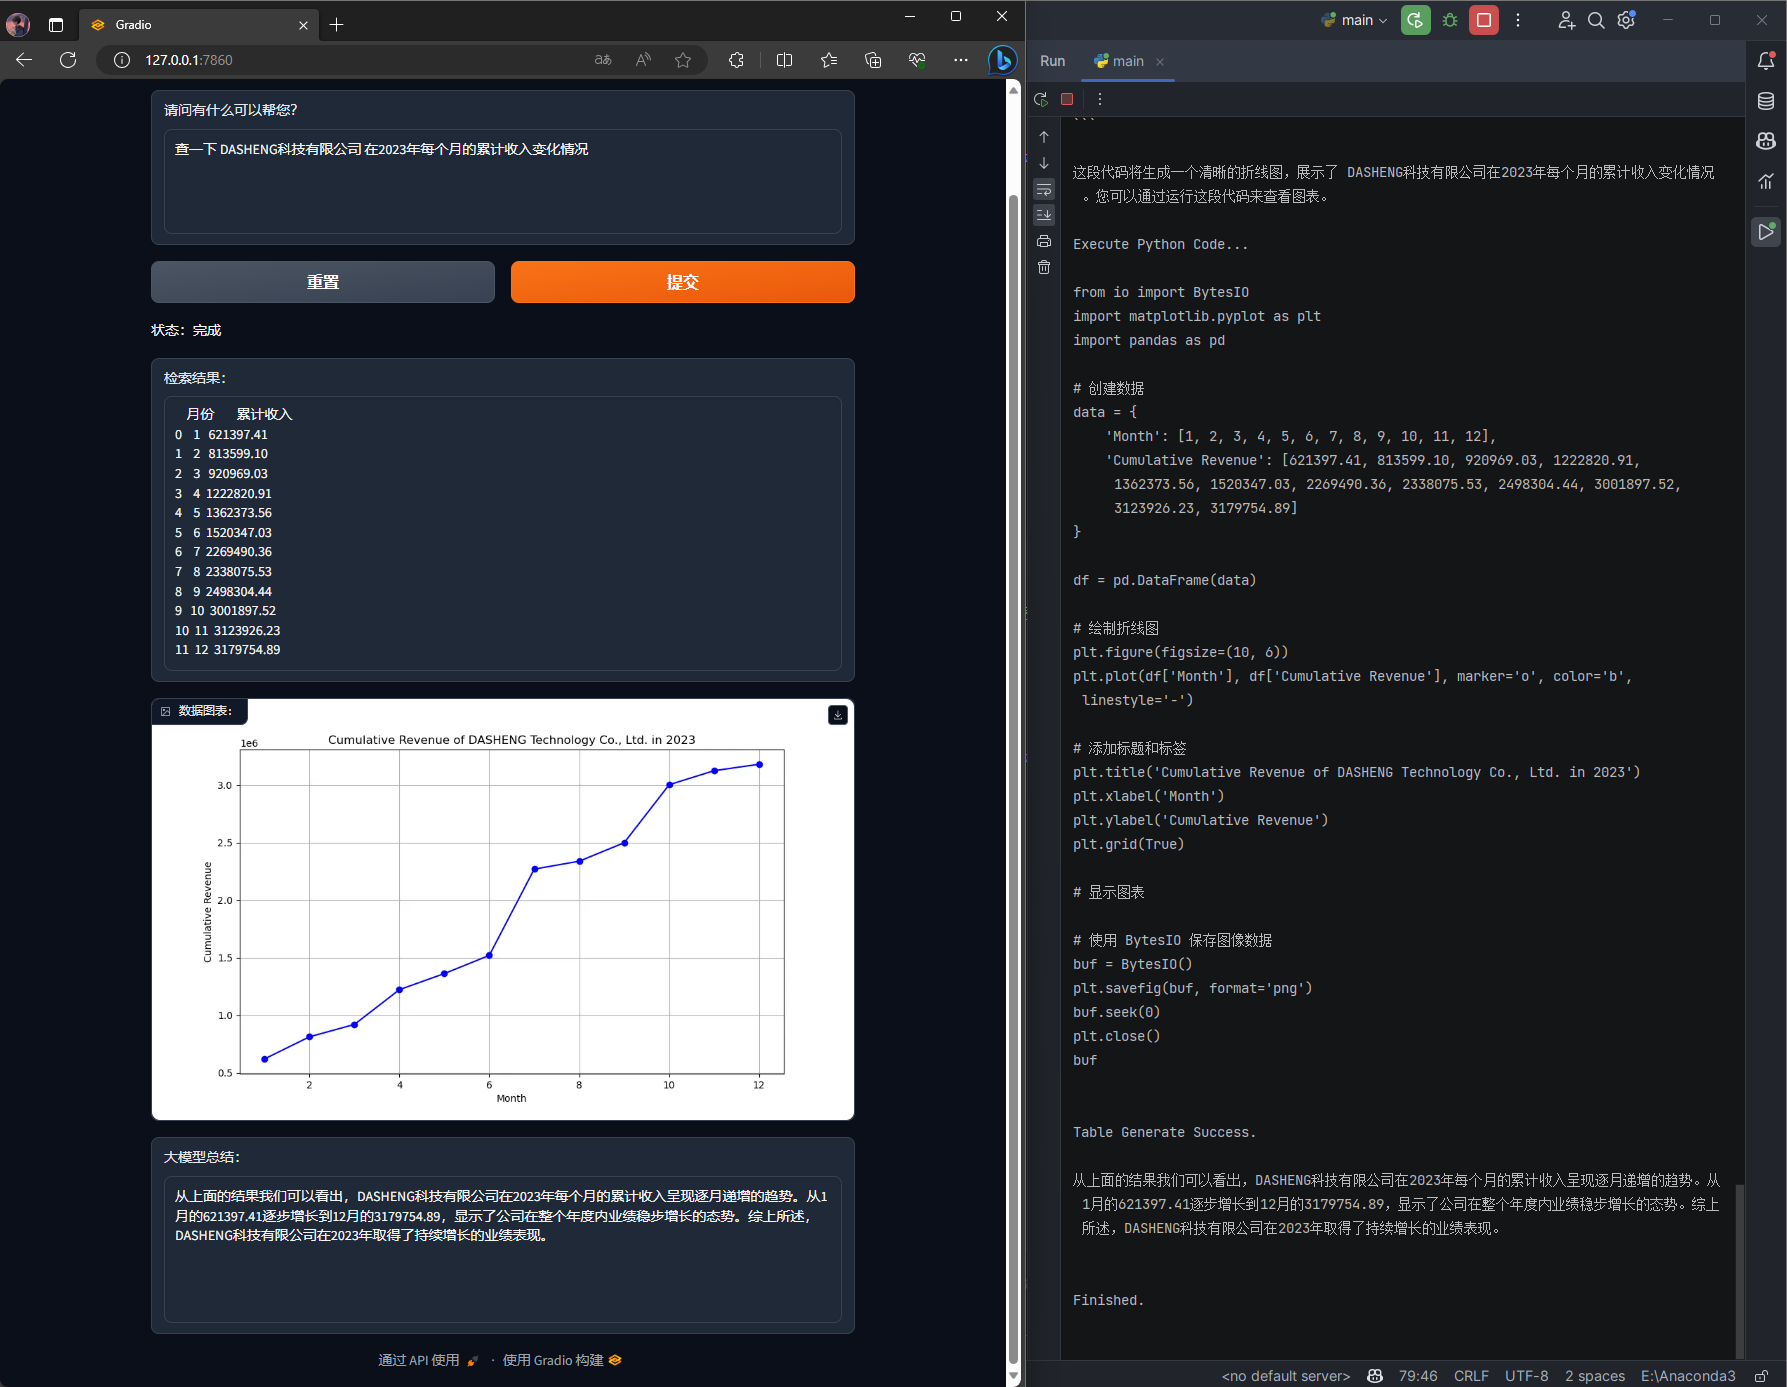 Gradio
127.0.0.1:7860
请问有什么可以帮您？
查一下 DASHENG科技有限公司 在2023年每个月的累计收入变化情况
重置
提交
状态：完成
检索结果：
月份 累计收入
0 1 621397.41
1 2 813599.10
2 3 920969.03
3 4 1222820.91
4 5 1362373.56
5 6 1520347.03
6 7 2269490.36
7 8 2338075.53
8 9 2498304.44
9 10 3001897.52
10 11 3123926.23
11 12 3179754.89
数据图表：
1e6
Cumulative Revenue of DASHENG Technology Co., Ltd. in 2023
3.0
2.5
2.0
1.5
1.0
0.5
Cumulative Revenue
2 4 6 8 10 12
Month
大模型总结：
从上面的结果我们可以看出，DASHENG科技有限公司在2023年每个月的累计收入呈现逐月递增的趋势。从1
月的621397.41逐步增长到12月的3179754.89，显示了公司在整个年度内业绩稳步增长的态势。综上所述，
DASHENG科技有限公司在2023年取得了持续增长的业绩表现。
通过 API 使用 · 使用 Gradio 构建
main
Run main
```
这段代码将生成一个清晰的折线图，展示了 DASHENG科技有限公司在2023年每个月的累计收入变化情况
。您可以通过运行这段代码来查看图表。
Execute Python Code...
from io import BytesIO
import matplotlib.pyplot as plt
import pandas as pd
# 创建数据
data = {
'Month': [1, 2, 3, 4, 5, 6, 7, 8, 9, 10, 11, 12],
'Cumulative Revenue': [621397.41, 813599.10, 920969.03, 1222820.91,
1362373.56, 1520347.03, 2269490.36, 2338075.53, 2498304.44, 3001897.52,
3123926.23, 3179754.89]
}
df = pd.DataFrame(data)
# 绘制折线图
plt.figure(figsize=(10, 6))
plt.plot(df['Month'], df['Cumulative Revenue'], marker='o', color='b',
linestyle='-')
# 添加标题和标签
plt.title('Cumulative Revenue of DASHENG Technology Co., Ltd. in 2023')
plt.xlabel('Month')
plt.ylabel('Cumulative Revenue')
plt.grid(True)
# 显示图表
# 使用 BytesIO 保存图像数据
buf = BytesIO()
plt.savefig(buf, format='png')
buf.seek(0)
plt.close()
buf
Table Generate Success.
从上面的结果我们可以看出，DASHENG科技有限公司在2023年每个月的累计收入呈现逐月递增的趋势。从
1月的621397.41逐步增长到12月的3179754.89，显示了公司在整个年度内业绩稳步增长的态势。综上
所述，DASHENG科技有限公司在2023年取得了持续增长的业绩表现。
Finished.
<no default server> 79:46 CRLF UTF-8 2 spaces E:\Anaconda3